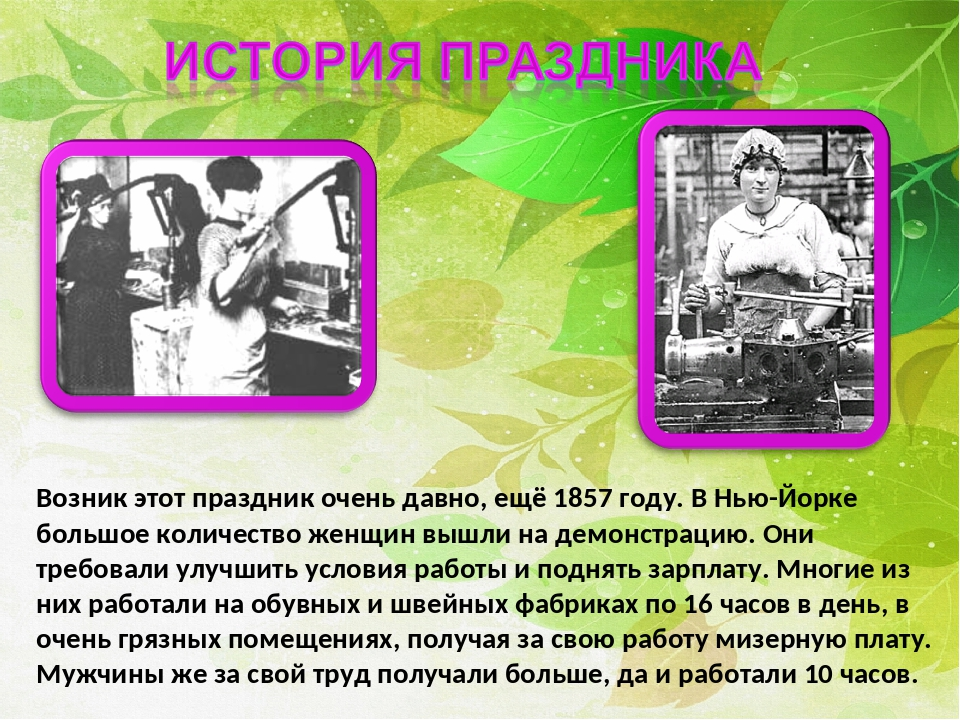 ИСТОРИЯ ПРАЗДНИКА
Возник этот праздник очень давно, ещё 1857 году. В Нью-Йорке
большое количество женщин вышли на демонстрацию. Они
требовали улучшить условия работы и поднять зарплату. Многие из
них работали на обувных и швейных фабриках по 16 часов в день, в
очень грязных помещениях, получая за свою работу мизерную плату.
Мужчины же за свой труд получали больше, да и работали 10 часов.